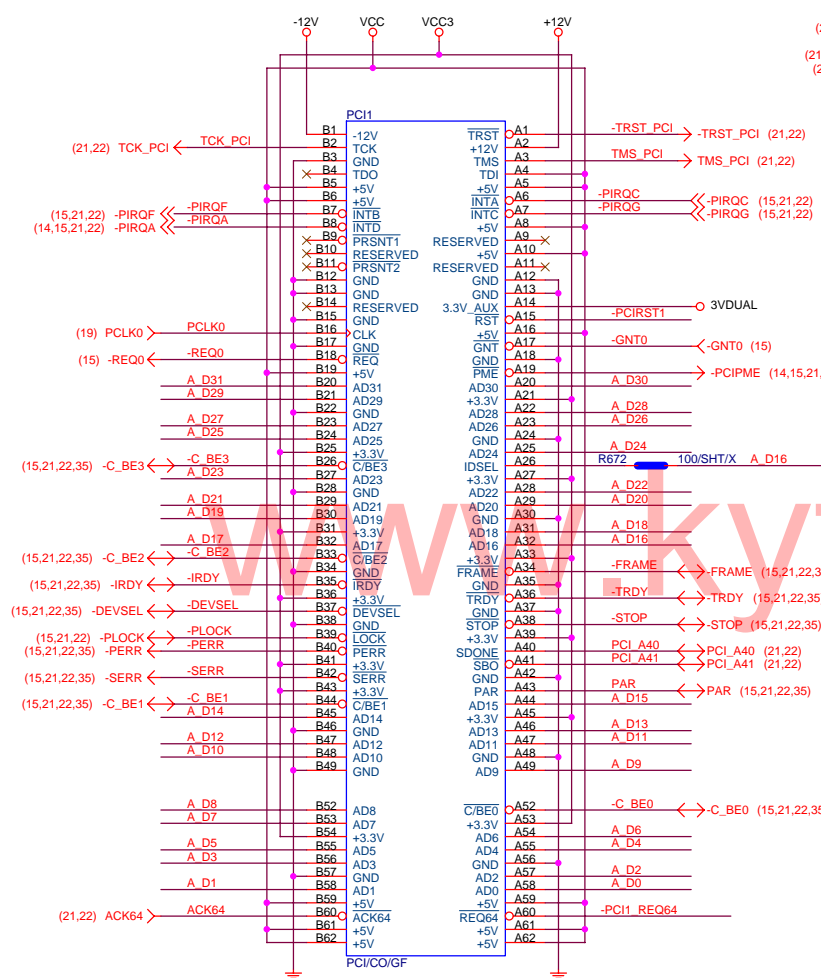 -12V VCC VCC3 +12V
(2
(21
(2
PCI1
B1 -12V TRST A1 -TRST_PCI -TRST_PCI (21,22)
(21,22) TCK_PCI TCK_PCI B2 TCK +12V A2
B3 GND TMS A3 TMS_PCI TMS_PCI (21,22)
B4 TDO TDI A4
B5 +5V +5V A5
B6 +5V INTA A6 -PIRQC -PIRQC (15,21,22)
(15,21,22) -PIRQF -PIRQF B7 INTB INTC A7 -PIRQG -PIRQG (15,21,22)
(14,15,21,22) -PIRQA -PIRQA B8 INTD +5V A8
B9 PRSNT1 RESERVED A9
B10 RESERVED +5V A10
B11 PRSNT2 RESERVED A11
B12 GND GND A12
B13 GND GND A13
B14 RESERVED 3.3V_AUX A14 3VDUAL
B15 GND RST A15 -PCIRST1
(19) PCLK0 PCLK0 B16 CLK +5V A16
B17 GND GNT A17 -GNT0 -GNT0 (15)
(15) -REQ0 -REQ0 B18 REQ GND A18
B19 +5V PME A19 -PCIPME (14,15,21,
A_D31 B20 AD31 AD30 A20 A_D30
A_D29 B21 AD29 +3.3V A21
B22 GND AD28 A22 A_D28
A_D27 B23 AD27 AD26 A23 A_D26
A_D25 B24 AD25 GND A24
B25 +3.3V AD24 A25 A_D24
(15,21,22,35) -C_BE3 -C_BE3 B26 C/BE3 IDSEL A26 R672 100/SHT/X A_D16
A_D23 B27 AD23 +3.3V A27
B28 GND AD22 A28 A_D22
A_D21 B29 AD21 AD20 A29 A_D20
A_D19 B30 AD19 GND A30
B31 +3.3V AD18 A31 A_D18
A_D17 B32 AD17 AD16 A32 A_D16
(15,21,22,35) -C_BE2 -C_BE2 B33 C/BE2 +3.3V A33
B34 GND FRAME A34 -FRAME -FRAME (15,21,22,3
(15,21,22,35) -IRDY -IRDY B35 IRDY GND A35
B36 +3.3V TRDY A36 -TRDY -TRDY (15,21,22,35
(15,21,22,35) -DEVSEL -DEVSEL B37 DEVSEL GND A37
B38 GND STOP A38 -STOP -STOP (15,21,22,35)
(15,21,22) -PLOCK -PLOCK B39 LOCK +3.3V A39
(15,21,22,35) -PERR -PERR B40 PERR SDONE A40 PCI_A40 PCI_A40 (21,22)
B41 +3.3V SBO A41 PCI_A41 PCI_A41 (21,22)
(15,21,22,35) -SERR -SERR B42 SERR GND A42
B43 +3.3V PAR A43 PAR PAR (15,21,22,35)
(15,21,22,35) -C_BE1 -C_BE1 B44 C/BE1 AD15 A44 A_D15
A_D14 B45 AD14 +3.3V A45
B46 GND AD13 A46 A_D13
A_D12 B47 AD12 AD11 A47 A_D11
A_D10 B48 AD10 GND A48
B49 GND AD9 A49 A_D9
A_D8 B52 AD8 C/BE0 A52 -C_BE0 -C_BE0 (15,21,22,35
A_D7 B53 AD7 +3.3V A53
B54 +3.3V AD6 A54 A_D6
A_D5 B55 AD5 AD4 A55 A_D4
A_D3 B56 AD3 GND A56
B57 GND AD2 A57 A_D2
A_D1 B58 AD1 AD0 A58 A_D0
B59 +5V +5V A59
(21,22) ACK64 ACK64 B60 ACK64 REQ64 A60 -PCI1_REQ64
B61 +5V +5V A61
B62 +5V +5V A62
PCI/CO/GF
www.ky